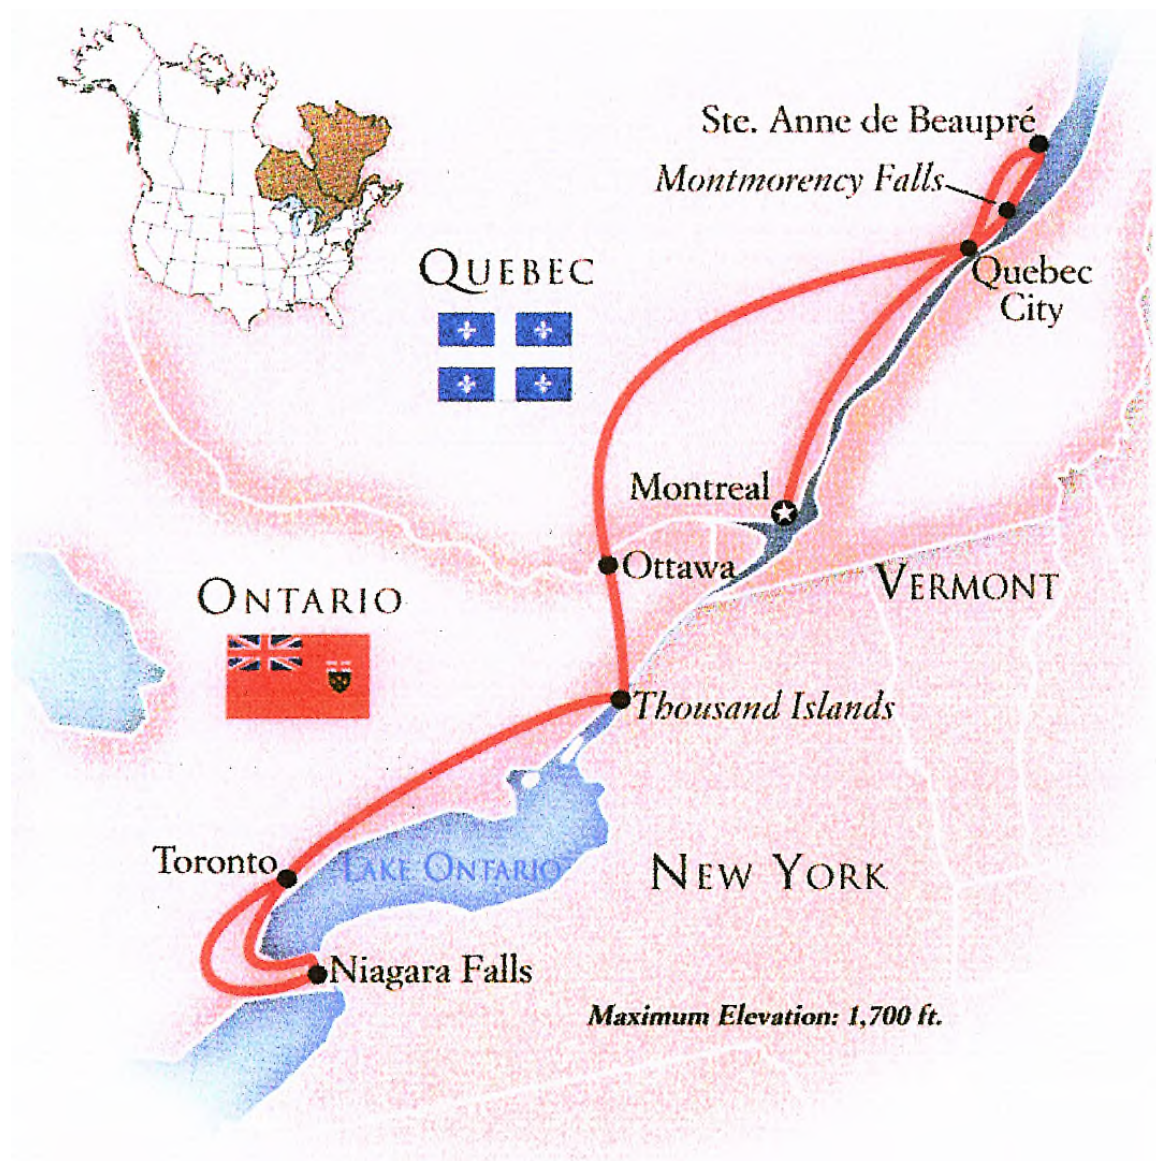 Ste. Anne de Beaupré
Montmorency Falls
QUEBEC
Quebec
City
Montreal
Ottawa
VERMONT
ONTARIO
Thousand Islands
Toronto
LAKE ONTARIO
NEW YORK
Niagara Falls
Maximum Elevation: 1,700 ft.